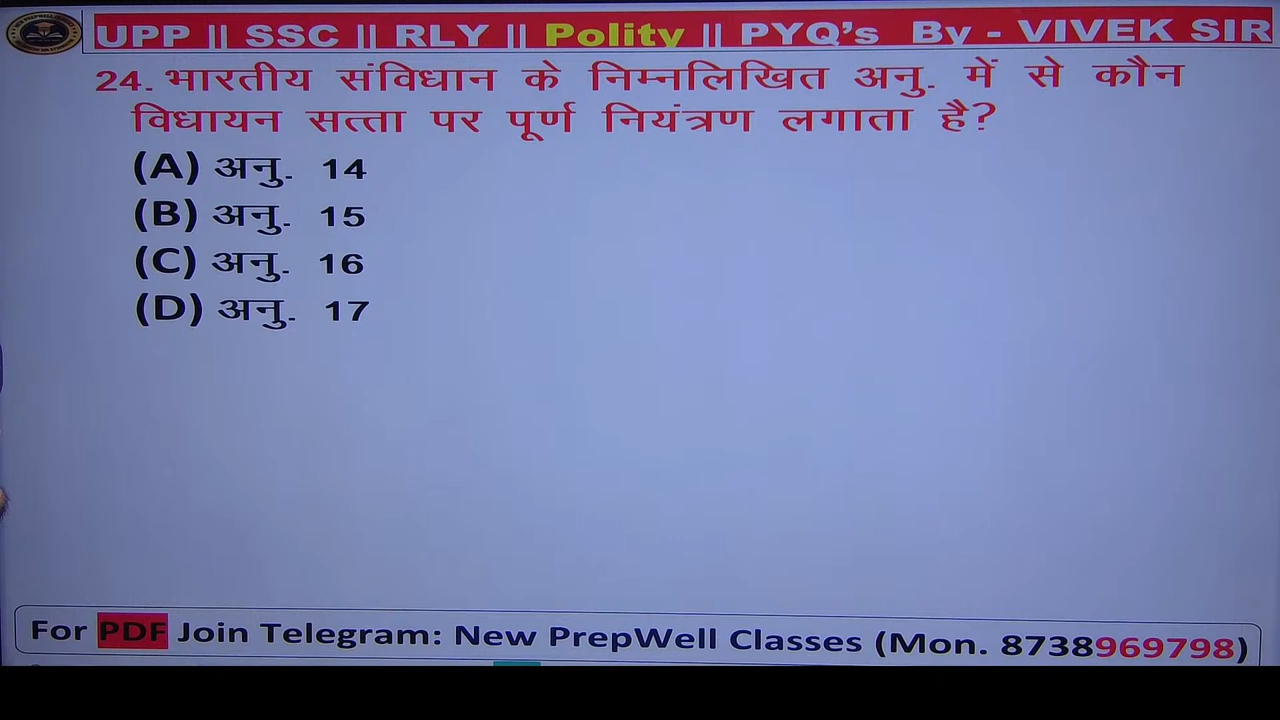 UPP || SSC || RLY || Polity || PYQ's By - VIVEK SIR
24. भारतीय संविधान के निम्नलिखित अनु. में से कौन
विधायन सत्ता पर पूर्ण नियंत्रण लगाता है?
(A) अनु. 14
(B) अनु. 15
(C) अनु. 16
(D) अनु. 17
For PDF Join Telegram: New PrepWell Classes (Mon. 8738969798)